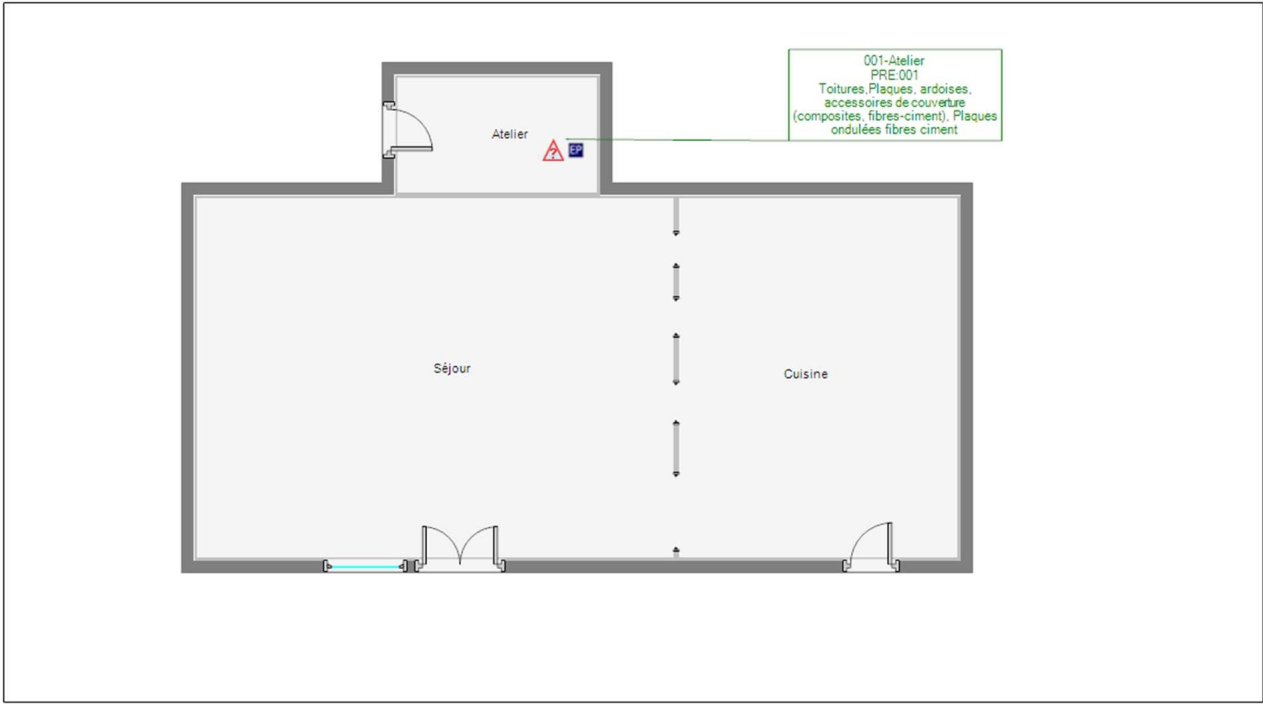 001-Atelier
PRE:001
Toitures,Plaques, ardoises,
accessoires de couverture
(composites, fibres-ciment), Plaques
ondulées fibres ciment
Atelier
? EP
Séjour
Cuisine